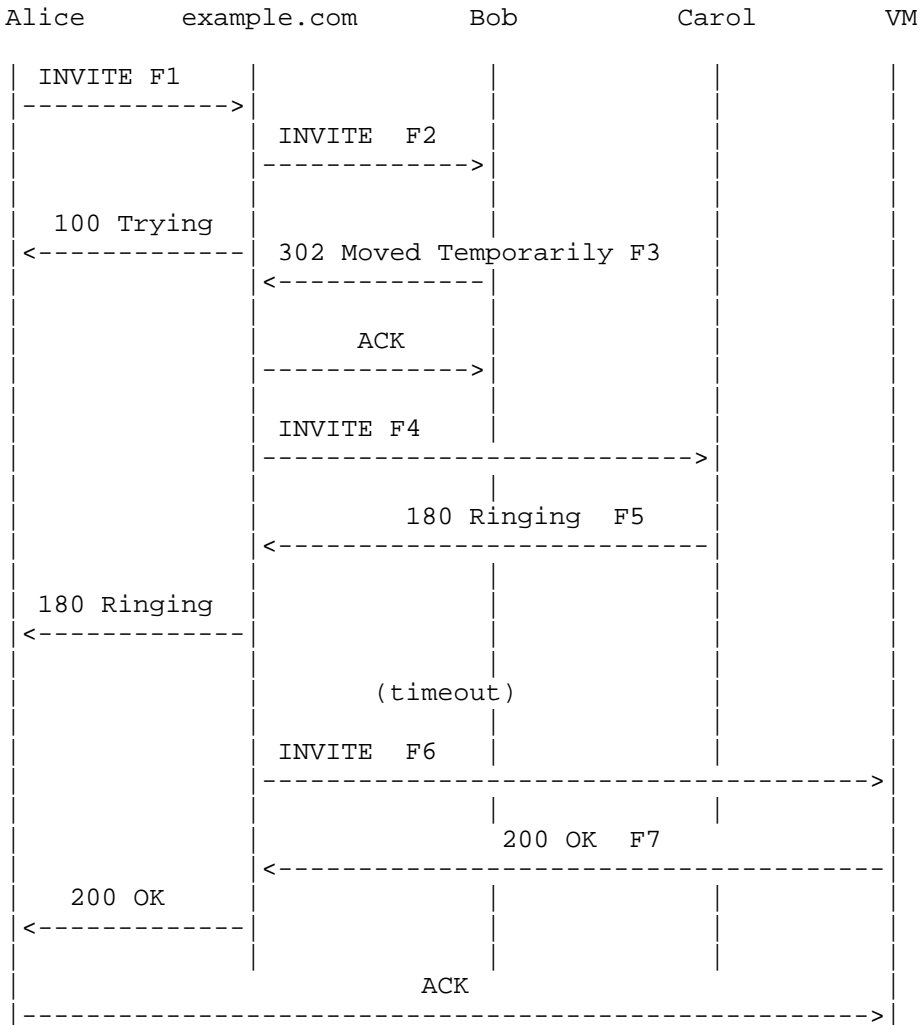 Alice example.com Bob Carol VM
INVITE F1
INVITE F2
100 Trying
302 Moved Temporarily F3
ACK
INVITE F4
180 Ringing F5
180 Ringing
(timeout)
INVITE F6
200 OK F7
200 OK
ACK